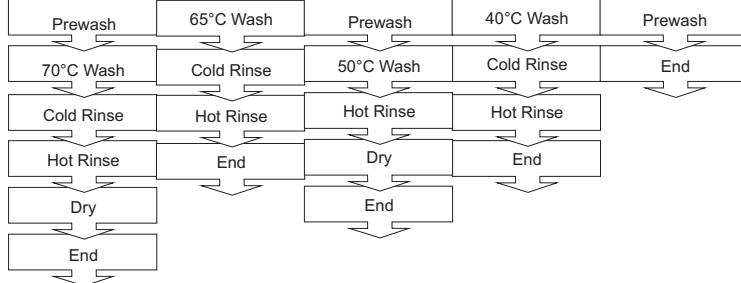 Prewash
70°C Wash
Cold Rinse
Hot Rinse
Dry
End
65°C Wash
Cold Rinse
Hot Rinse
End
Prewash
50°C Wash
Hot Rinse
Dry
End
40°C Wash
Cold Rinse
Hot Rinse
End
Prewash
End